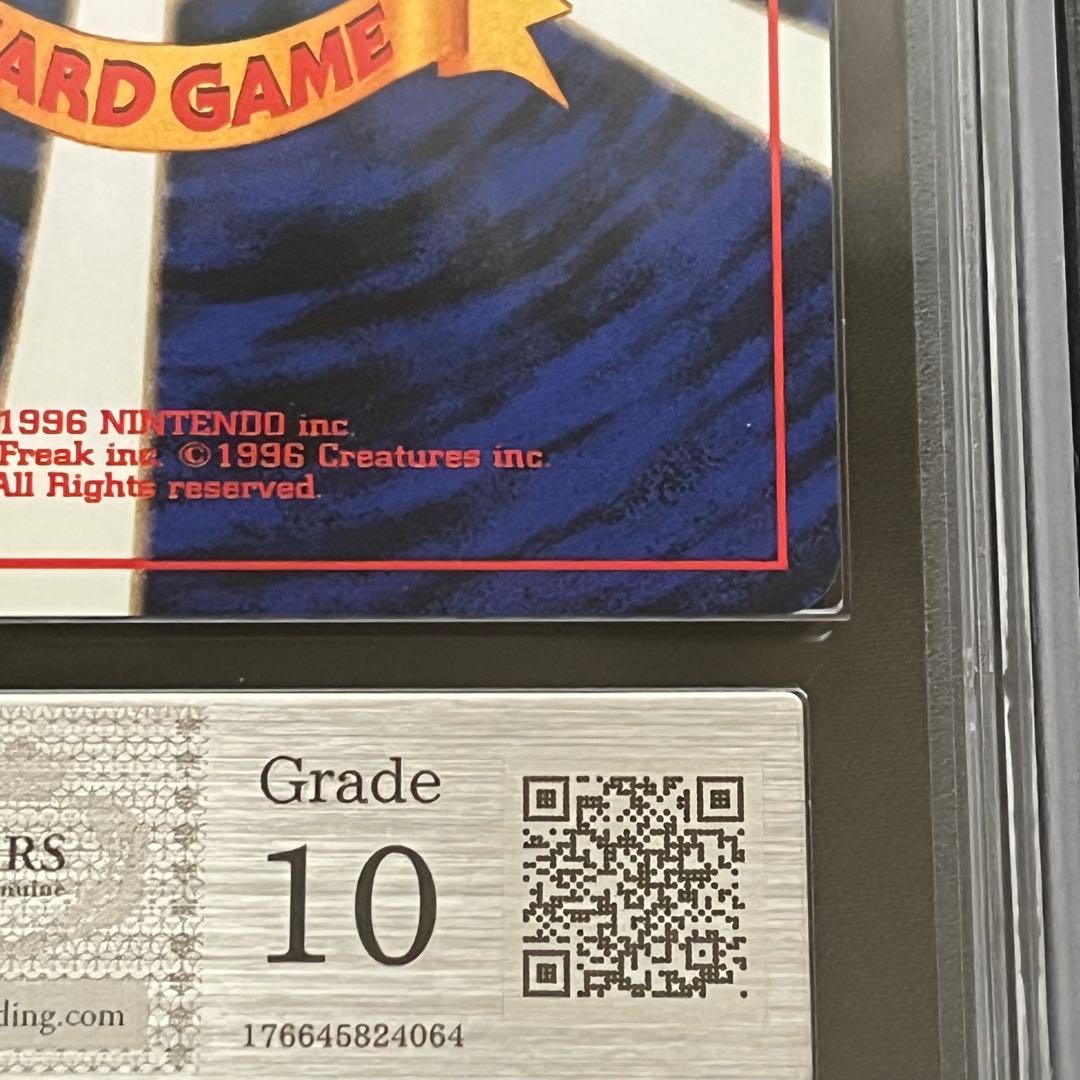 ARD GAME
1996 NINTENDO inc.
Freak inc. ©1996 Creatures inc.
All Rights reserved.
Grade
RS
10
nuine
ding.com
176645824064